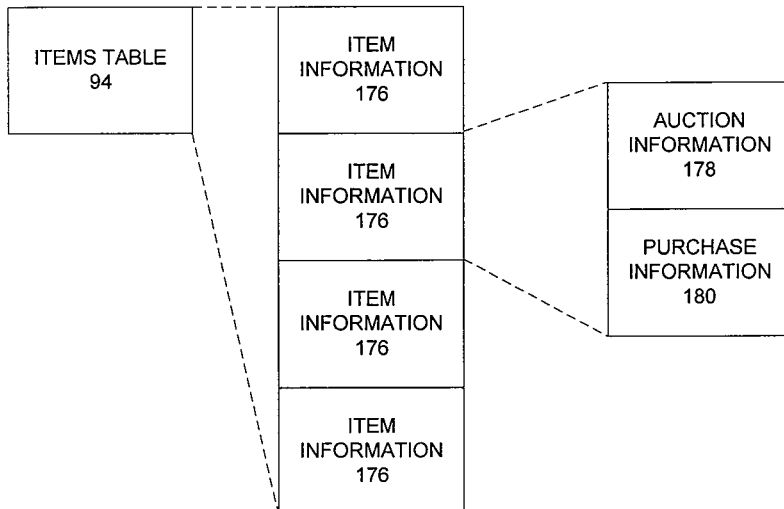 ITEMS TABLE
94
ITEM
INFORMATION
176
ITEM
INFORMATION
176
ITEM
INFORMATION
176
ITEM
INFORMATION
176
AUCTION
INFORMATION
178
PURCHASE
INFORMATION
180